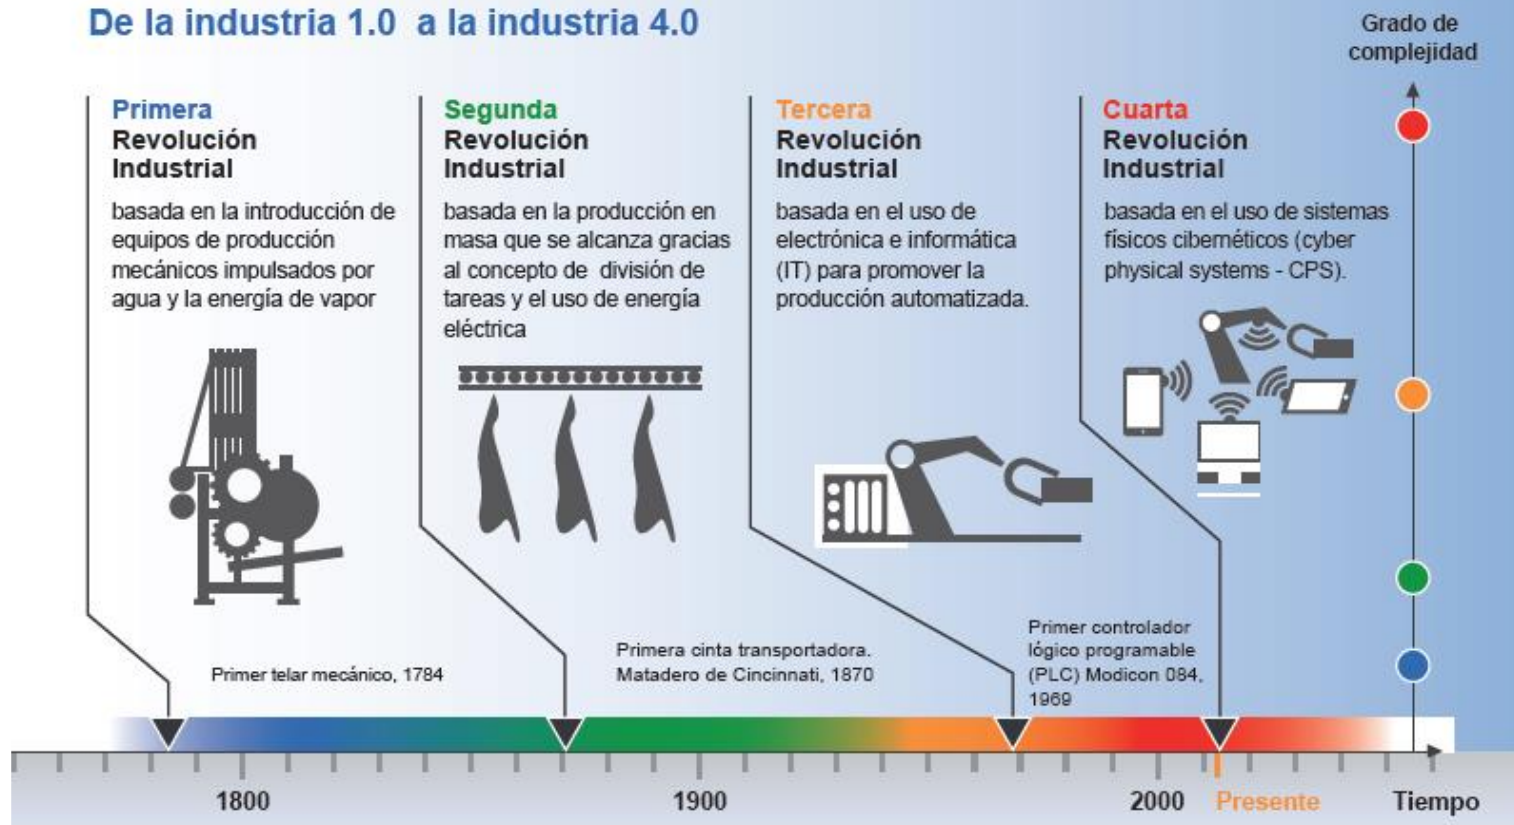 De la industria 1.0 a la industria 4.0
Grado de
complejidad
Primera
Revolución
Industrial
basada en la introducción de
equipos de producción
mecánicos impulsados por
agua y la energía de vapor
Segunda
Revolución
Industrial
basada en la producción en
masa que se alcanza gracias
al concepto de división de
tareas y el uso de energía
eléctrica
Tercera
Revolución
Industrial
basada en el uso de
electrónica e informática
(IT) para promover la
producción automatizada.
Cuarta
Revolución
Industrial
basada en el uso de sistemas
físicos cibernéticos (cyber
physical systems - CPS).
Primer telar mecánico, 1784
Primera cinta transportadora.
Matadero de Cincinnati, 1870
Primer controlador
lógico programable
(PLC) Modicon 084,
1969
1800
1900
2000
Presente
Tiempo